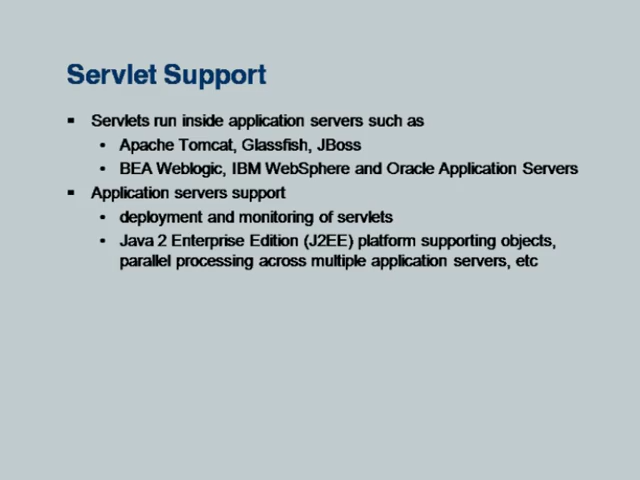 Servlet Support
▪ Servlets run inside application servers such as
• Apache Tomcat, Glassfish, JBoss
• BEA Weblogic, IBM WebSphere and Oracle Application Servers
▪ Application servers support
• deployment and monitoring of servlets
• Java 2 Enterprise Edition (J2EE) platform supporting objects,
parallel processing across multiple application servers, etc